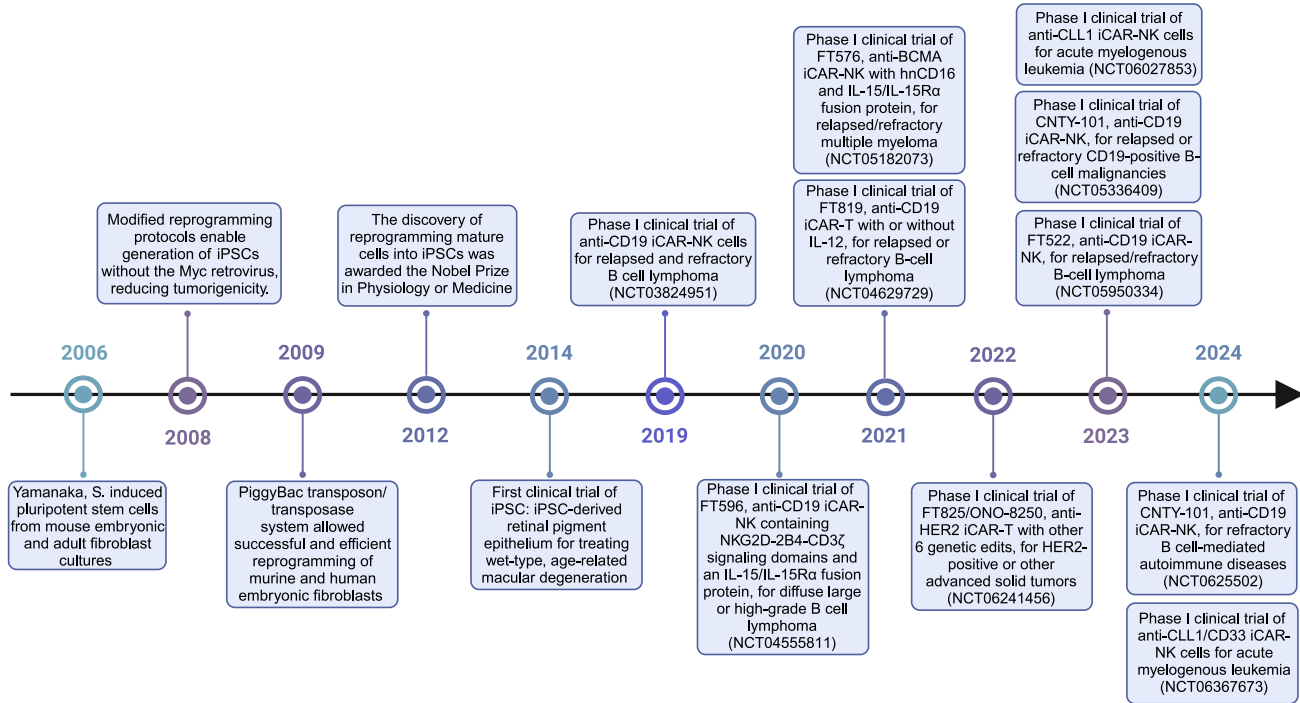 2006
Yamanaka, S. induced
pluripotent stem cells
from mouse embryonic
and adult fibroblast
cultures
Modified reprogramming
protocols enable
generation of iPSCs
without the Myc retrovirus,
reducing tumorigenicity.
2008
2009
PiggyBac transposon/
transposase
system allowed
successful and efficient
reprogramming of
murine and human
embryonic fibroblasts
The discovery of
reprogramming mature
cells into iPSCs was
awarded the Nobel Prize
in Physiology or Medicine
2012
2014
First clinical trial of
iPSC: iPSC-derived
retinal pigment
epithelium for treating
wet-type, age-related
macular degeneration
Phase I clinical trial of
anti-CD19 iCAR-NK cells
for relapsed and refractory
B cell lymphoma
(NCT03824951)
2019
2020
Phase I clinical trial of
FT596, anti-CD19 iCAR-
NK containing
NKG2D-2B4-CD3ζ
signaling domains and
an IL-15/IL-15Rα fusion
protein, for diffuse large
or high-grade B cell
lymphoma
(NCT04555811)
Phase I clinical trial of
FT576, anti-BCMA
iCAR-NK with hnCD16
and IL-15/IL-15Rα
fusion protein, for
relapsed/refractory
multiple myeloma
(NCT05182073)
Phase I clinical trial of
FT819, anti-CD19
iCAR-T with or without
IL-12, for relapsed or
refractory B-cell
lymphoma
(NCT04629729)
2021
2022
Phase I clinical trial of
FT825/ONO-8250, anti-
HER2 iCAR-T with other
6 genetic edits, for HER2-
positive or other
advanced solid tumors
(NCT06241456)
Phase I clinical trial of
anti-CLL1 iCAR-NK cells
for acute myelogenous
leukemia (NCT06027853)
Phase I clinical trial of
CNTY-101, anti-CD19
iCAR-NK, for relapsed
or refractory CD19-positive B-
cell malignancies
(NCT05336409)
Phase I clinical trial of
FT522, anti-CD19 iCAR-
NK, for relapsed/refractory
B-cell lymphoma
(NCT05950334)
2023
2024
Phase I clinical trial of
CNTY-101, anti-CD19
iCAR-NK, for refractory
B cell-mediated
autoimmune diseases
(NCT0625502)
Phase I clinical trial of
anti-CLL1/CD33 iCAR-
NK cells for acute
myelogenous leukemia
(NCT06367673)